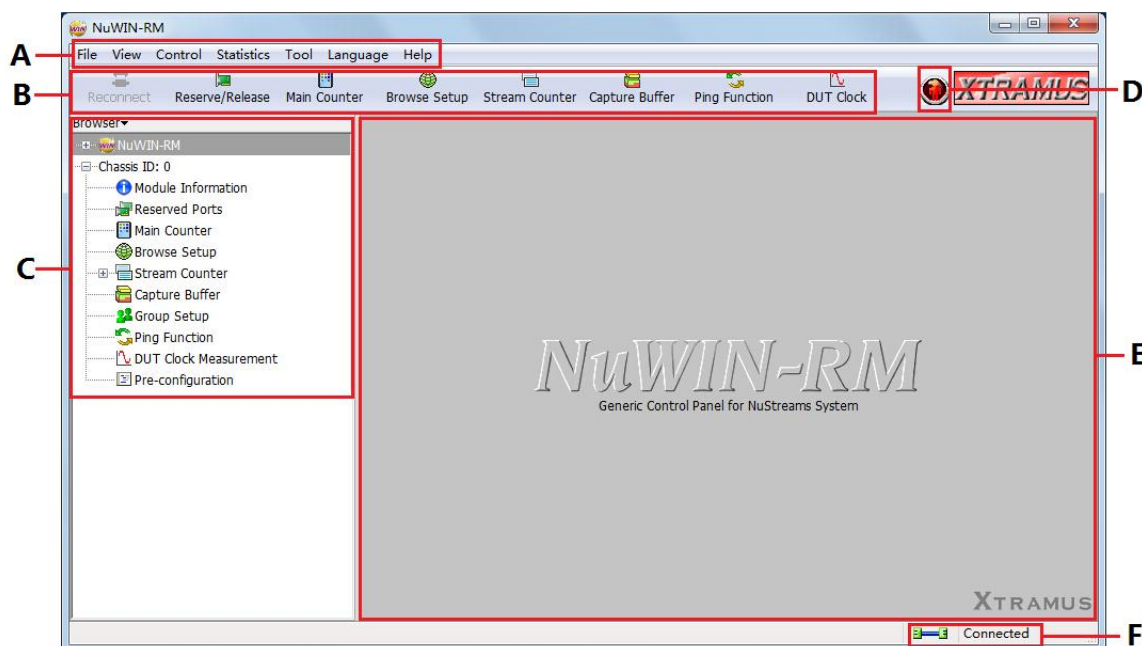 NuWIN-RM
A
File View Control Statistics Tool Language Help
B
Reconnect Reserve/Release Main Counter Browse Setup Stream Counter Capture Buffer Ping Function DUT Clock
XTRAMUS
D
Browser
NuWIN-RM
Chassis ID: 0
Module Information
Reserved Ports
Main Counter
Browse Setup
C
Stream Counter
Capture Buffer
Group Setup
Ping Function
DUT Clock Measurement
Pre-configuration
NuWIN-RM
Generic Control Panel for NuStreams System
E
XTRAMUS
Connected
F